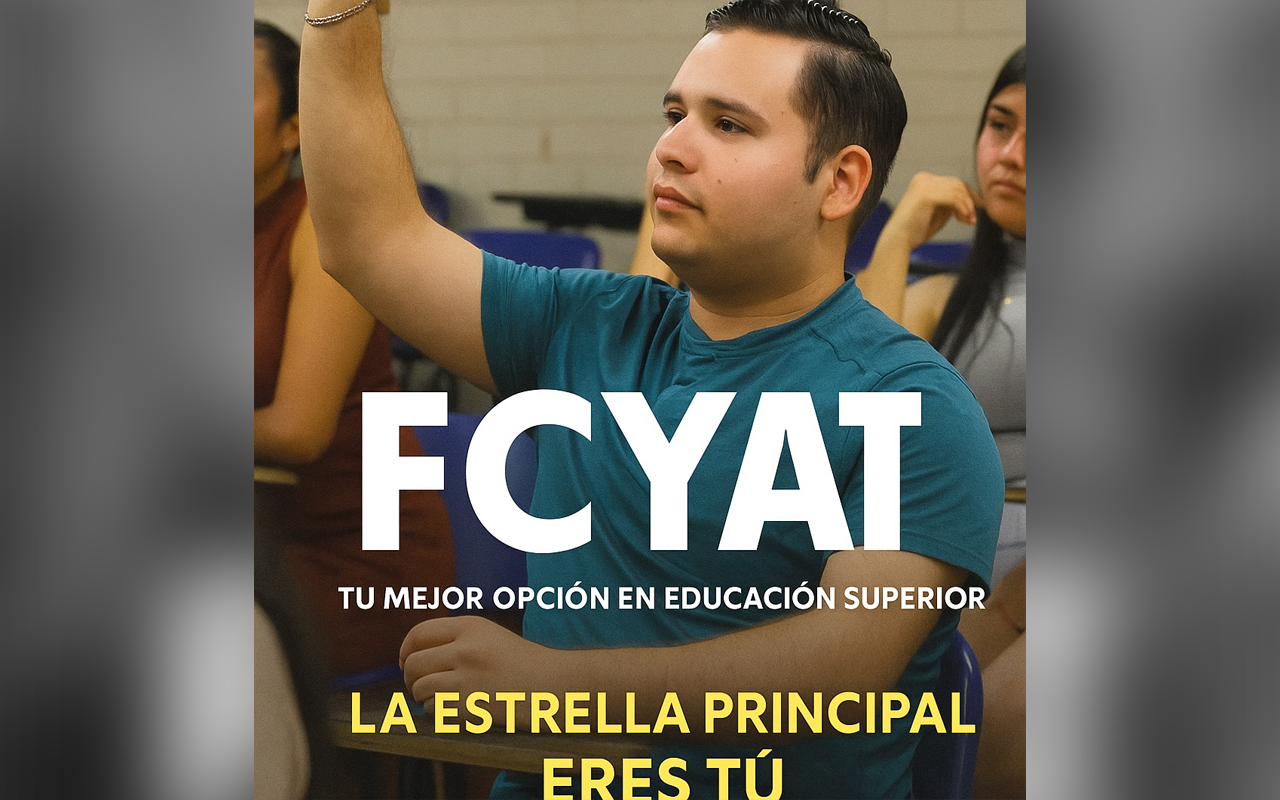 FCYAT
TU MEJOR OPCIÓN EN EDUCACIÓN SUPERIOR
LA ESTRELLA PRINCIPAL
ERES TÚ